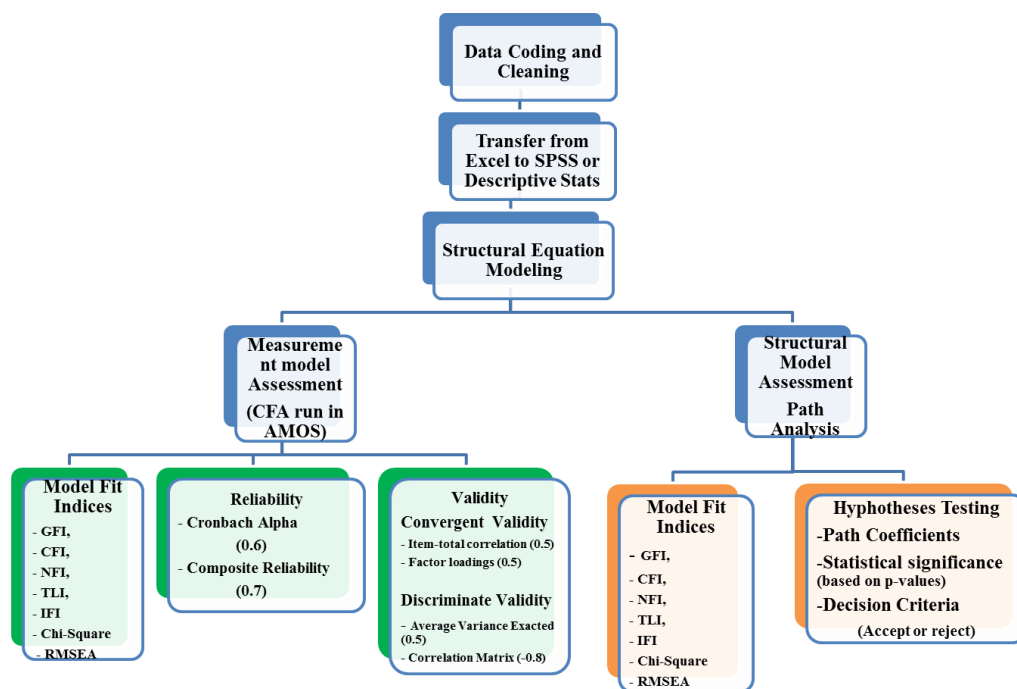 Data Coding and
Cleaning
Transfer from
Excel to SPSS or
Descriptive Stats
Structural Equation
Modeling
Measureme
nt model
Assessment
(CFA run in
AMOS)
Structural
Model
Assessment
Path
Analysis
Model Fit
Indices
- GFI,
- CFI,
- NFI,
- TLI,
- IFI
- Chi-Square
- RMSEA
Reliability
- Cronbach Alpha
(0.6)
- Composite Reliability
(0.7)
Validity
Convergent Validity
- Item-total correlation (0.5)
- Factor loadings (0.5)
Discriminate Validity
- Average Variance Exacted
(0.5)
- Correlation Matrix (-0.8)
Model Fit
Indices
- GFI,
- CFI,
- NFI,
- TLI,
- IFI
- Chi-Square
- RMSEA
Hyphotheses Testing
-Path Coefficients
-Statistical significance
(based on p-values)
-Decision Criteria
(Accept or reject)